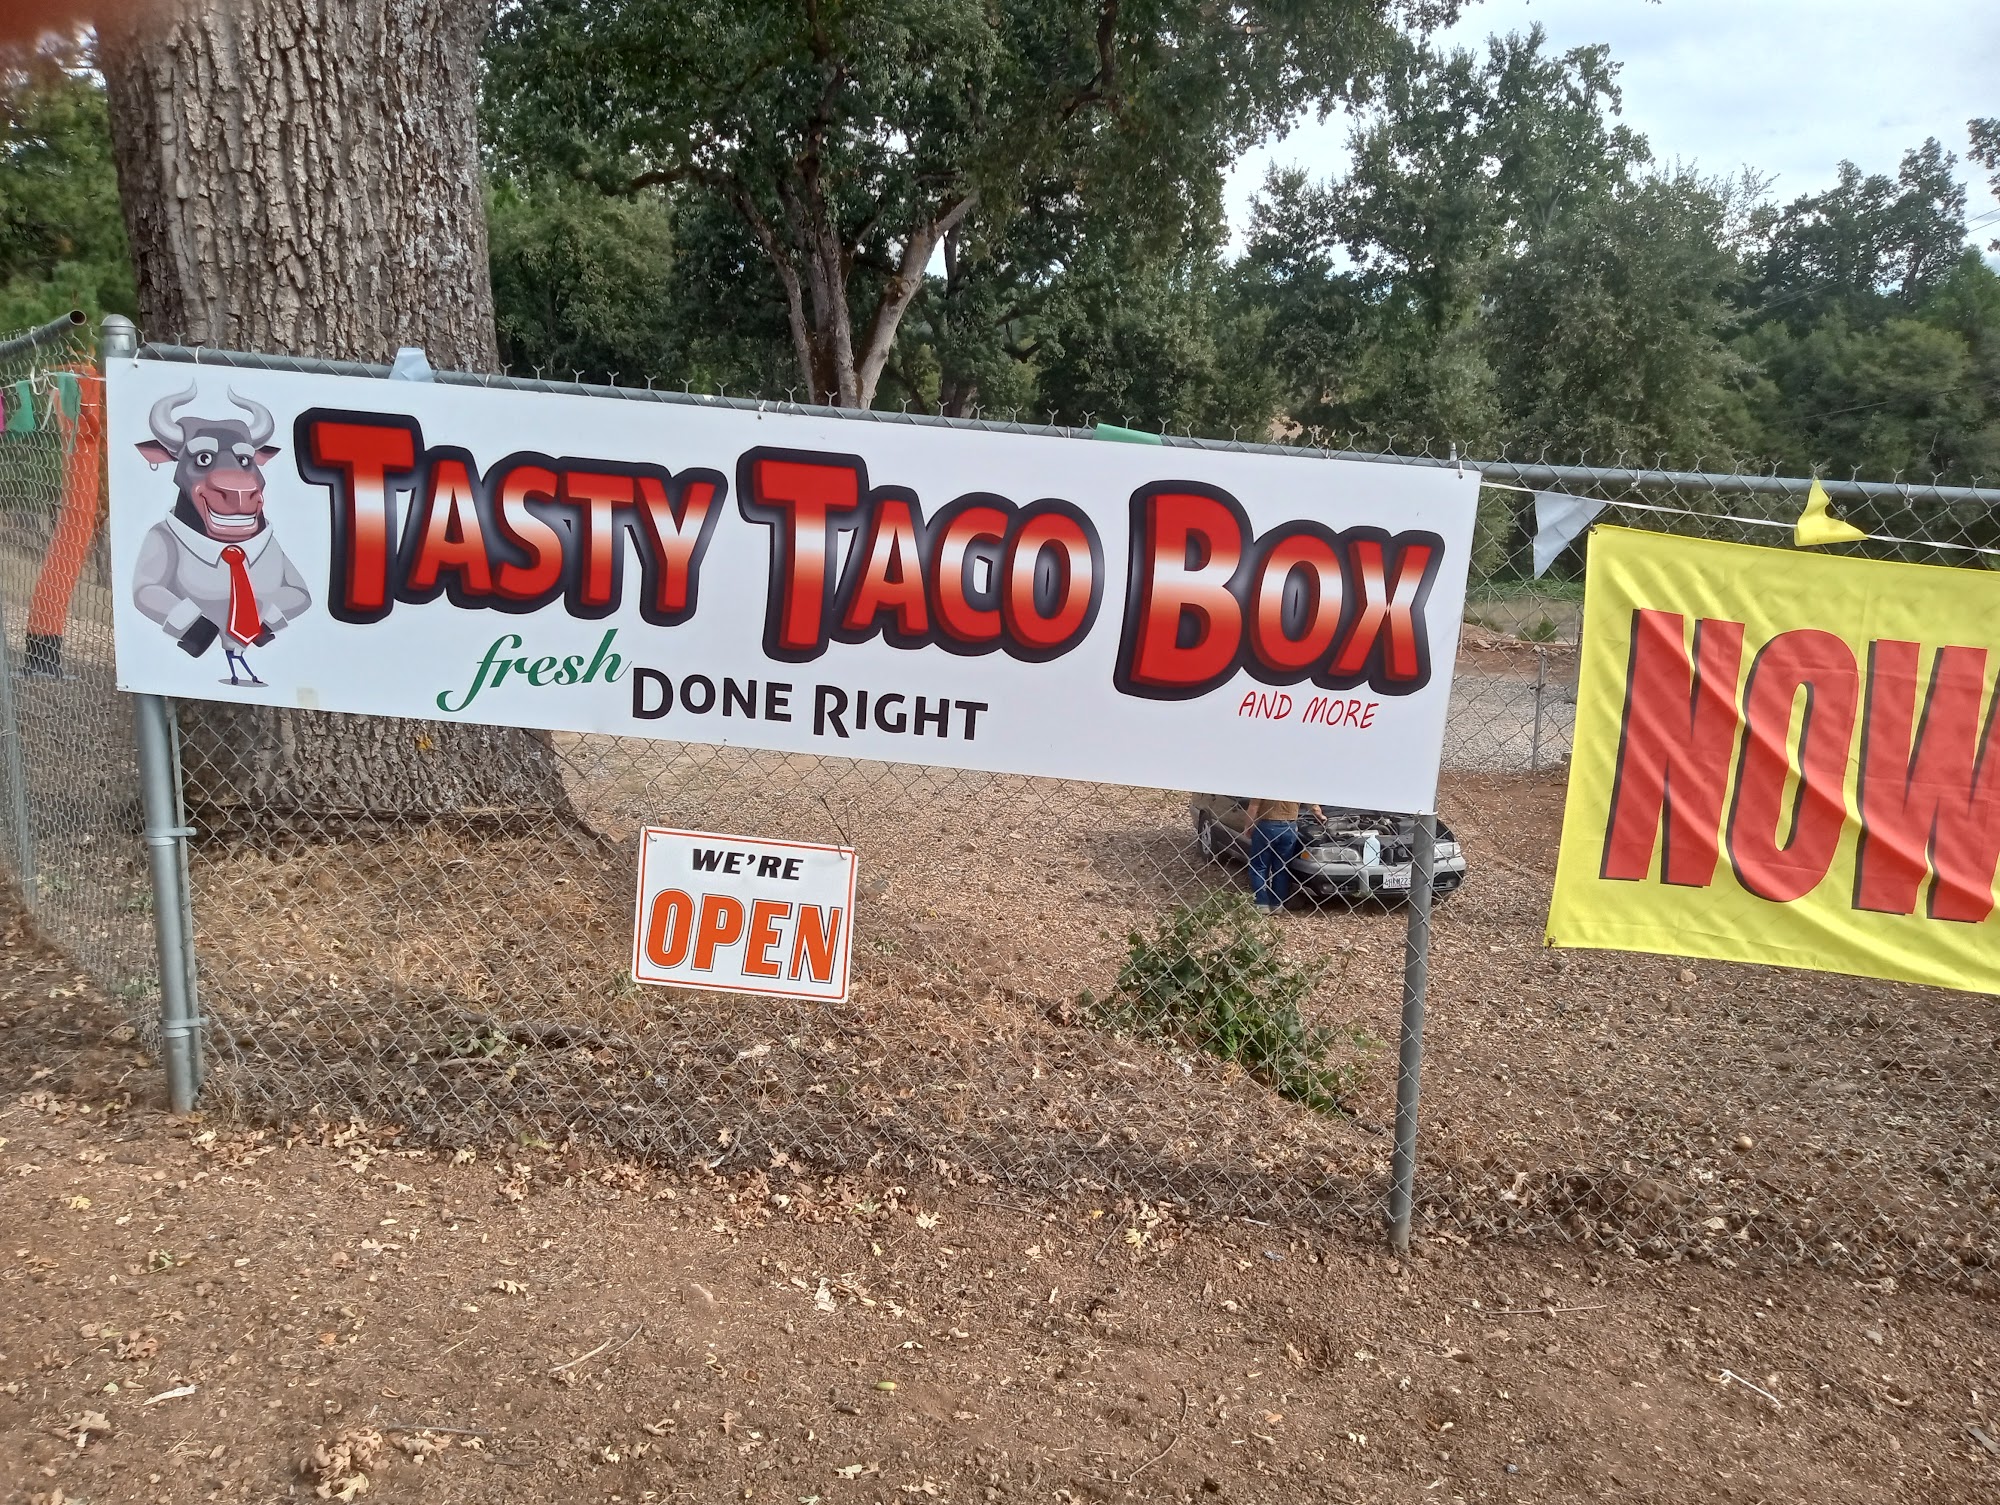 TASTY TACO BOX
fresh DONE RIGHT
AND MORE
WE'RE
OPEN
NOW